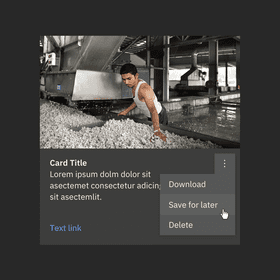 Card Title
Lorem ipsum dolm dolor sit
asectemet consectetur adicin
sit asectemlit.
Text link
Download
Save for later
Delete